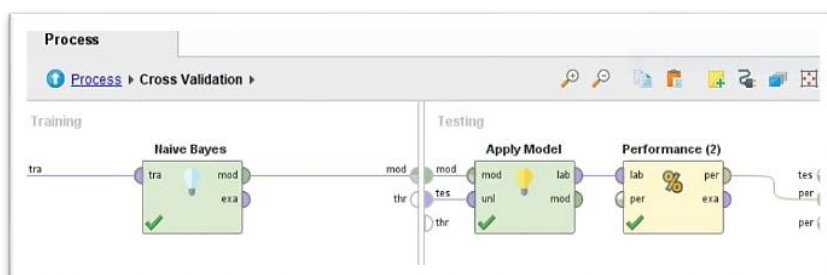 Process
Process ▸ Cross Validation ▸
Training
Testing
Naive Bayes
Apply Model
Performance (2)
tra
tra
mod
exa
mod
thr
mod
tes
thr
mod
unl
lab
mod
lab
per
per
exa
%
tes
per
per